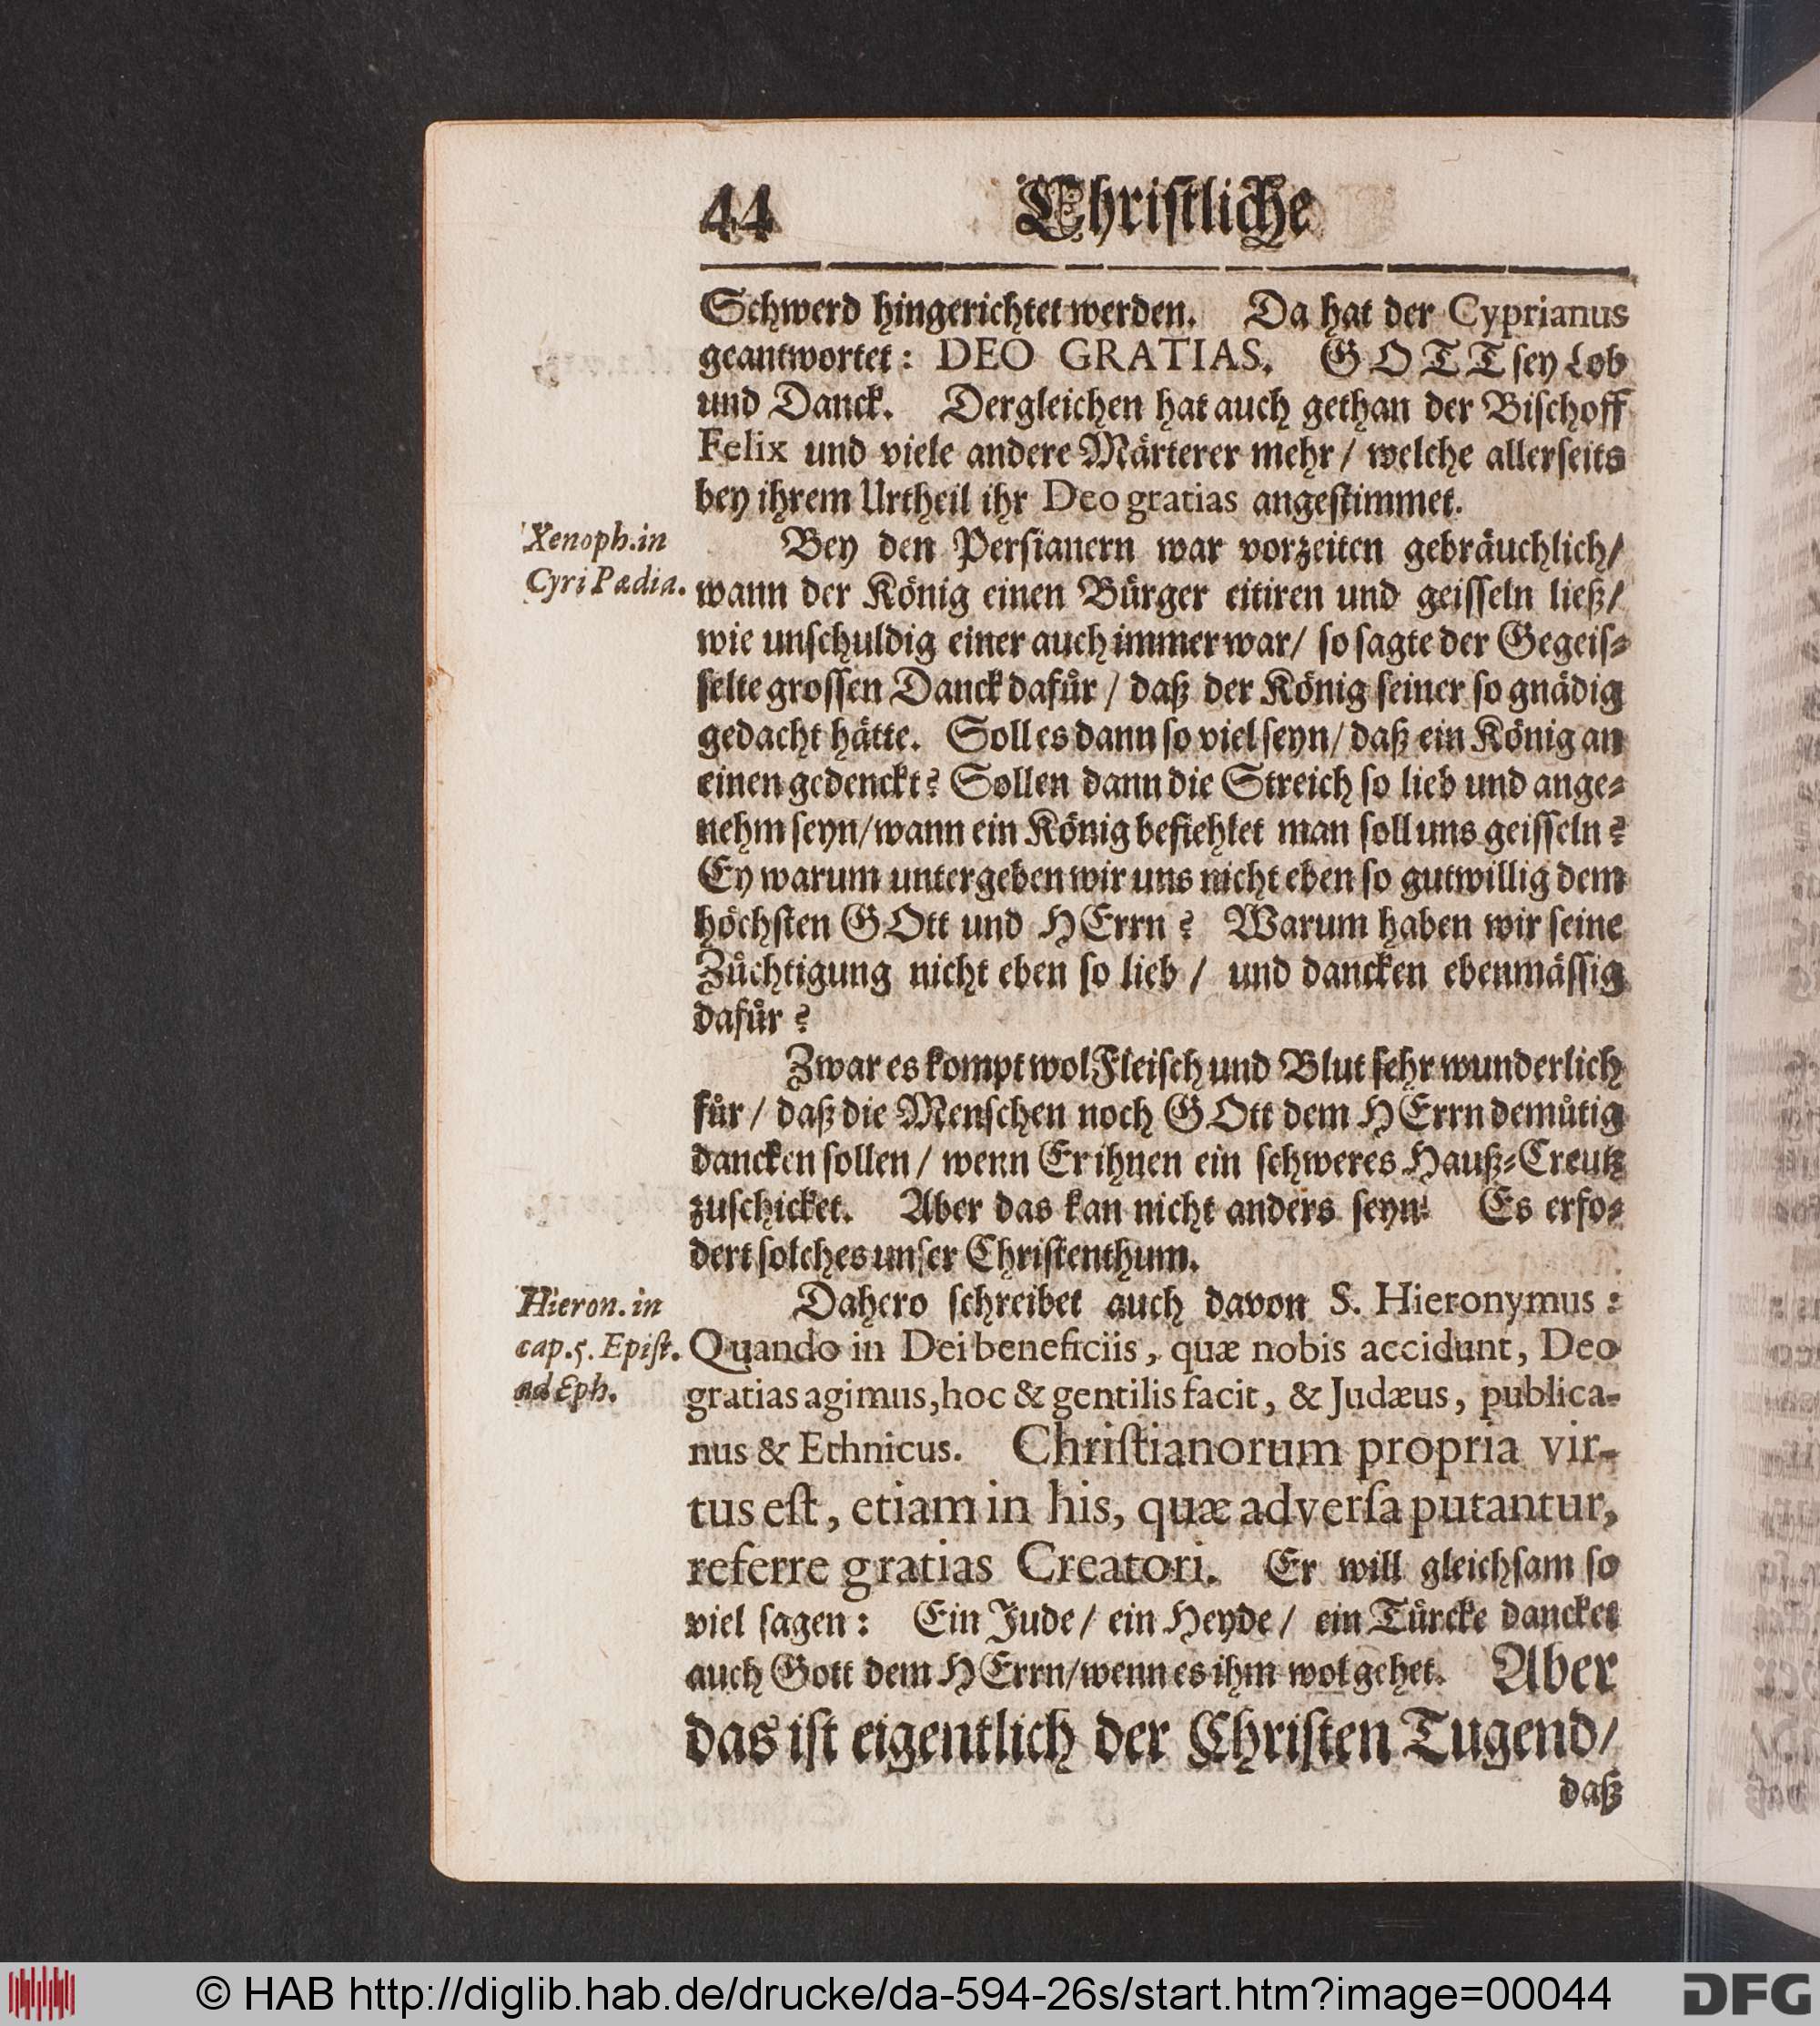 44 Christliche
Schwerd hingerichtet werden. Da hat der Cyprianus
geantwortet: DEO GRATIAS. GOTT sey Lob
und Danck. Dergleichen hat auch gethan der Bischoff
Felix und viele andere Märterer mehr / welche allerseits
bey ihrem Urtheil ihr Deo gratias angestimmet.
Xenoph. in
Cyri Pædia.
Bey den Persianern war vorzeiten gebräuchlich /
wann der König einen Bürger citiren und geisseln ließ /
wie unschuldig einer auch immer war / so sagte der Gegeis-
selte grossen Danck dafür / daß der König seiner so gnädig
gedacht hätte. Soll es dann so viel seyn / daß ein König an
einen gedenckt? Sollen dann die Streich so lieb und ange-
nehm seyn / wann ein König befiehlet man soll uns geisseln?
Ey warum untergeben wir uns nicht eben so gutwillig dem
höchsten GOtt und HErrn? Warum haben wir seine
Züchtigung nicht eben so lieb / und dancken ebenmässig
dafür?
Zwar es kompt wol Fleisch und Blut sehr wunderlich
für / daß die Menschen noch GOtt dem HErrn demütig
dancken sollen / wenn Er ihnen ein schweres Hauß-Creutz
zuschicket. Aber das kan nicht anders seyn! Es erfo-
dert solches unser Christenthum.
Hieron. in
cap. 5. Epist.
ad Eph.
Dahero schreibet auch davon S. Hieronymus:
Quando in Dei beneficiis, quæ nobis accidunt, Deo
gratias agimus, hoc & gentilis facit, & Judæus, publica-
nus & Ethnicus. Christianorum propria vir-
tus est, etiam in his, quæ adversa putantur,
referre gratias Creatori. Er will gleichsam so
viel sagen: Ein Jude / ein Heyde / ein Türcke dancket
auch Gott dem HErrn / wenn es ihm wol gehet. Aber
das ist eigentlich der Christen Tugend /
daß
© HAB http://diglib.hab.de/drucke/da-594-26s/start.htm?image=00044
DFG